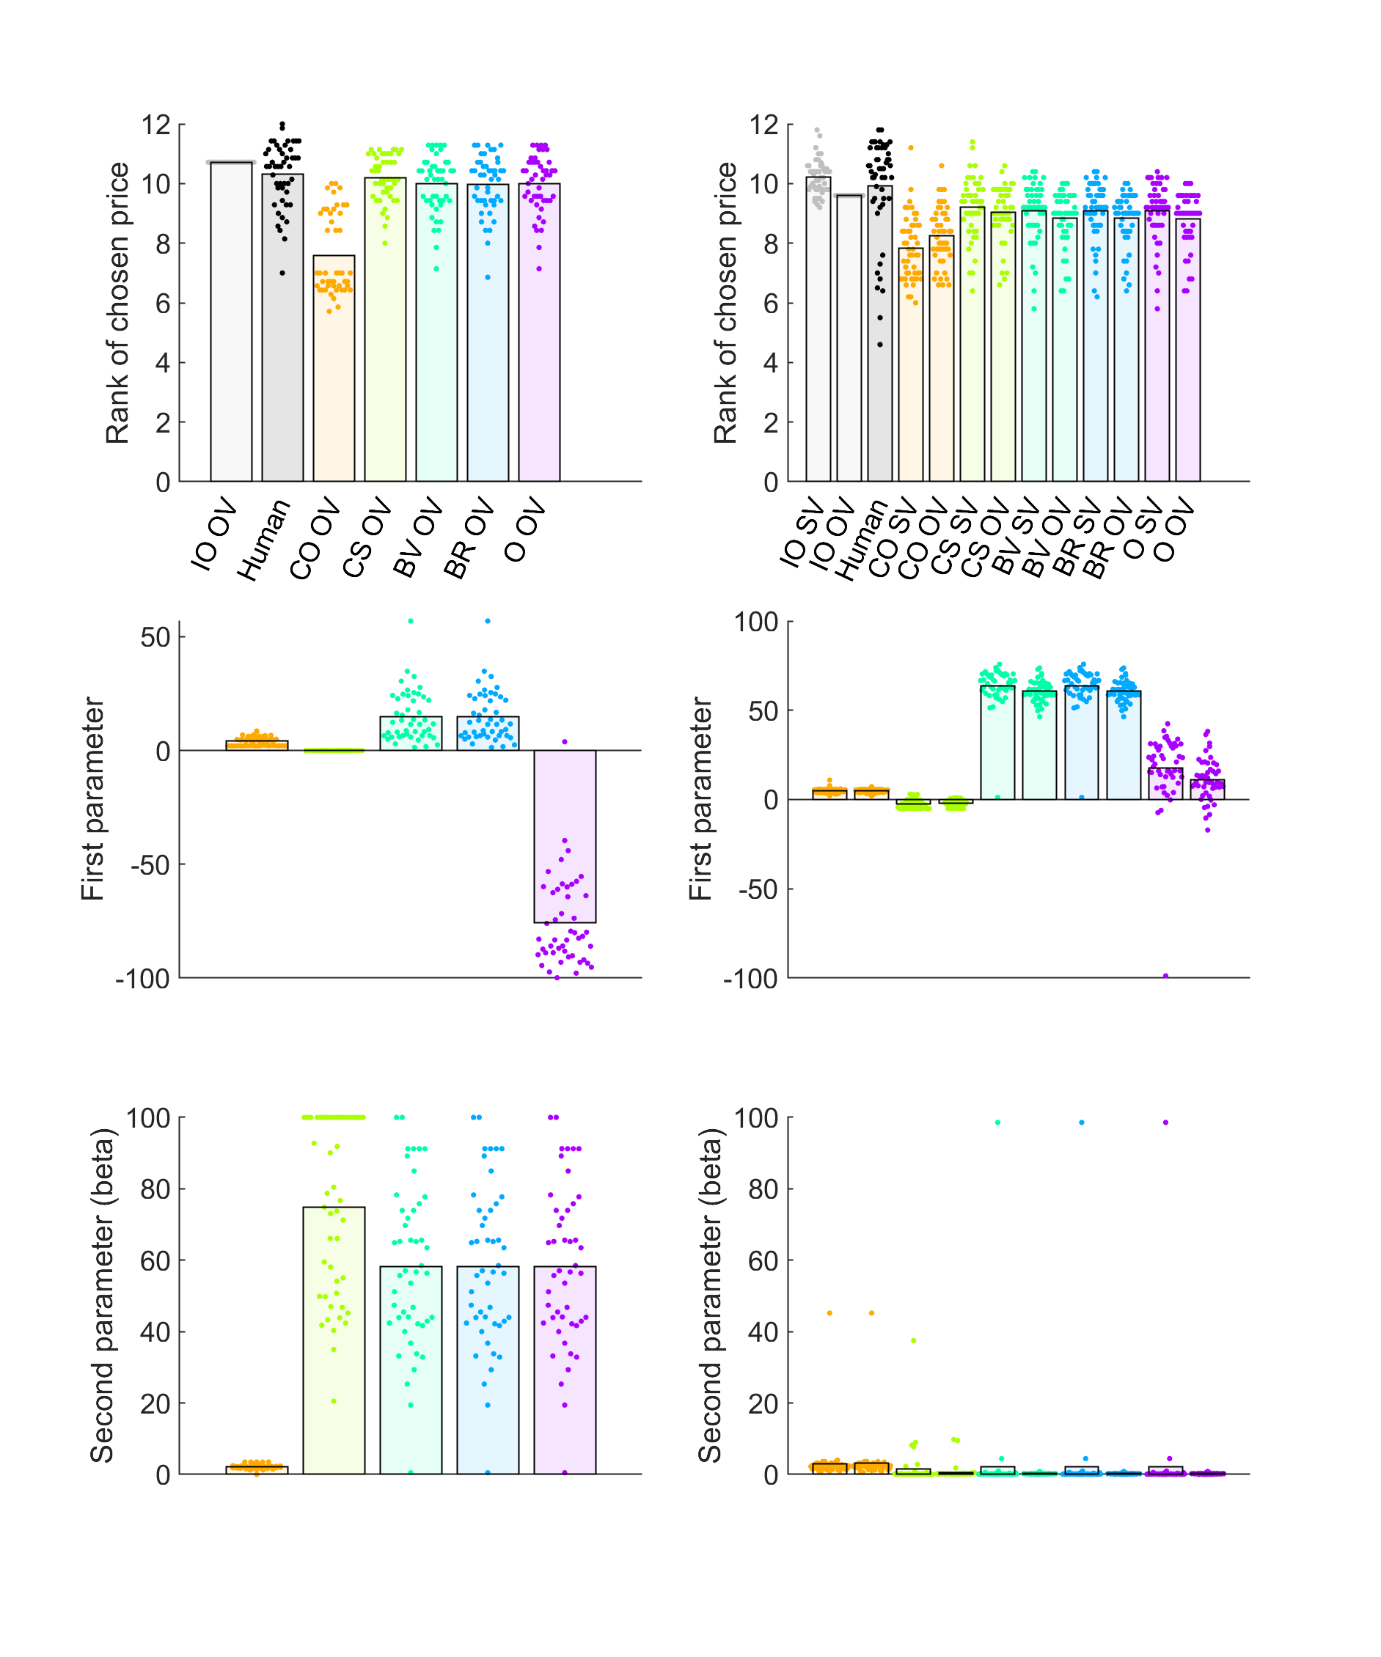 Rank of chosen price
12
10
8
6
4
2
0
IO OV
Human
CO OV
CS OV
BV OV
BR OV
O OV
Rank of chosen price
12
10
8
6
4
2
0
IO SV
IO OV
Human
CO SV
CO OV
CS SV
CS OV
BV SV
BV OV
BR SV
BR OV
O SV
O OV
First parameter
50
0
-50
-100
First parameter
100
50
0
-50
-100
Second parameter (beta)
100
80
60
40
20
0
Second parameter (beta)
100
80
60
40
20
0